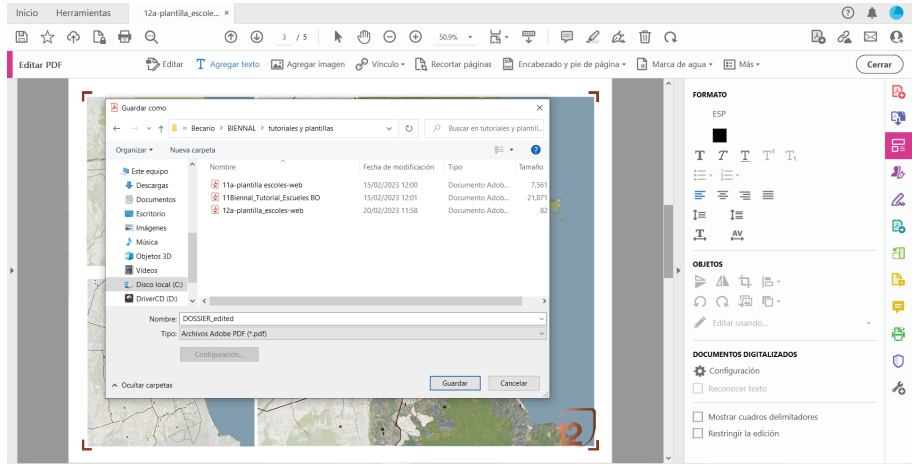 Inicio Herramientas 12a-plantilla_escole... ×
3 / 5 50.9%
Editar PDF Editar Agregar texto Agregar imagen Vínculo Recortar páginas Encabezado y pie de página Marca de agua Más Cerrar
Guardar como
« Becario > BIENNAL > tutoriales y plantillas Buscar en tutoriales y plantill...
Organizar Nueva carpeta
Este equipo
Descargas
Documentos
Escritorio
Imágenes
Música
Objetos 3D
Vídeos
Disco local (C:)
DriverCD (D:)
Nombre Fecha de modificación Tipo Tamaño
11a-plantilla escoles-web 15/02/2023 12:00 Documento Adob... 7,561
11Biennal_Tutorial_Escueles BO 15/02/2023 12:01 Documento Adob... 21,871
12a-plantilla_escoles-web 20/02/2023 11:58 Documento Adob... 82
Nombre: DOSSIER_edited
Tipo: Archivos Adobe PDF (*.pdf)
Configuración...
Ocultar carpetas Guardar Cancelar
12
FORMATO
ESP
T T T T¹ T₁
T AV
OBJETOS
Editar usando...
DOCUMENTOS DIGITALIZADOS
Configuración
Reconocer texto
Mostrar cuadros delimitadores
Restringir la edición